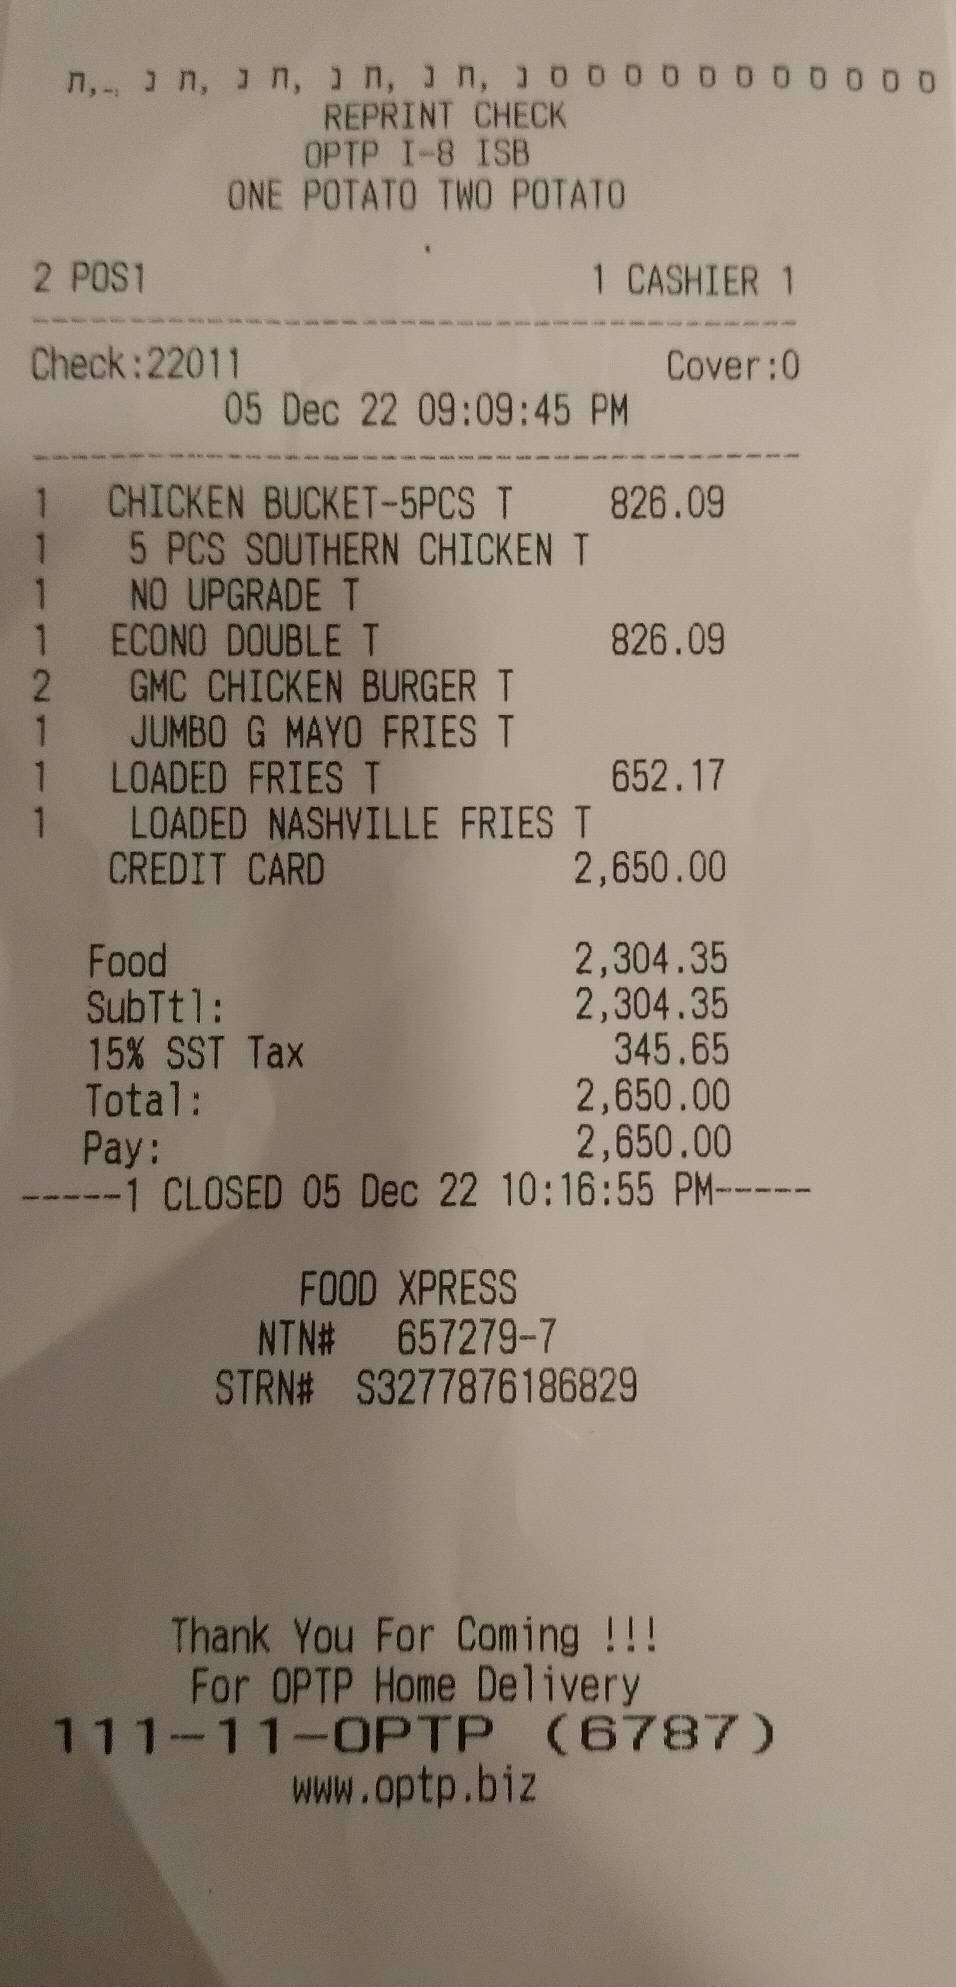 REPRINT CHECK
OPTP I-8 ISB
ONE POTATO TWO POTATO
2 POS1 1 CASHIER 1
Check:22011 Cover:0
05 Dec 22 09:09:45 PM
1 CHICKEN BUCKET-5PCS T 826.09
1 5 PCS SOUTHERN CHICKEN T
1 NO UPGRADE T
1 ECONO DOUBLE T 826.09
2 GMC CHICKEN BURGER T
1 JUMBO G MAYO FRIES T
1 LOADED FRIES T 652.17
1 LOADED NASHVILLE FRIES T
CREDIT CARD 2,650.00
Food 2,304.35
SubTtl: 2,304.35
15% SST Tax 345.65
Total: 2,650.00
Pay: 2,650.00
-----1 CLOSED 05 Dec 22 10:16:55 PM-----
FOOD XPRESS
NTN# 657279-7
STRN# S3277876186829
Thank You For Coming !!!
For OPTP Home Delivery
111-11-OPTP (6787)
www.optp.biz